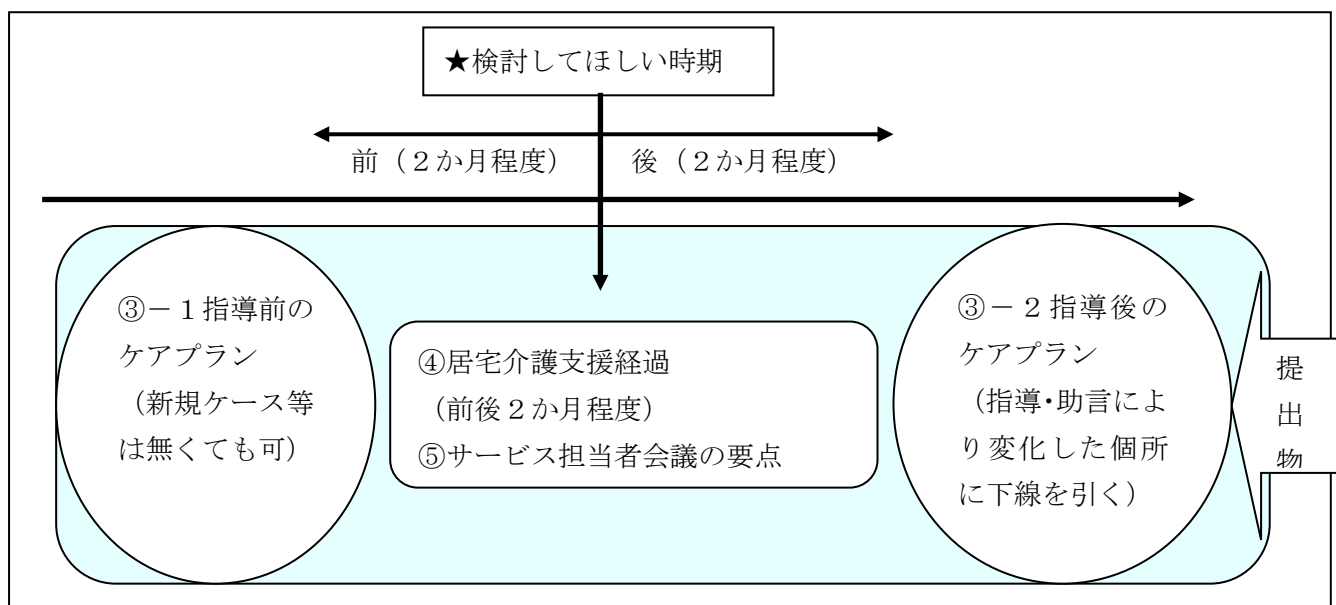 ★検討してほしい時期
前（２か月程度）
後（２か月程度）
③－１指導前の
ケアプラン
（新規ケース等
は無くても可）
④居宅介護支援経過
（前後２か月程度）
⑤サービス担当者会議の要点
③－２指導後の
ケアプラン
（指導・助言によ
り変化した個所
に下線を引く）
提
出
物